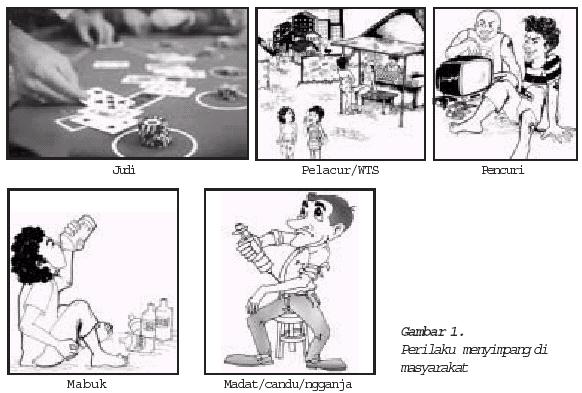 Judi
Pelacur/WTS
Pencuri
Mabuk
Madat/candu/ngganja
Gambar 1.
Perilaku menyimpang di
masyarakat